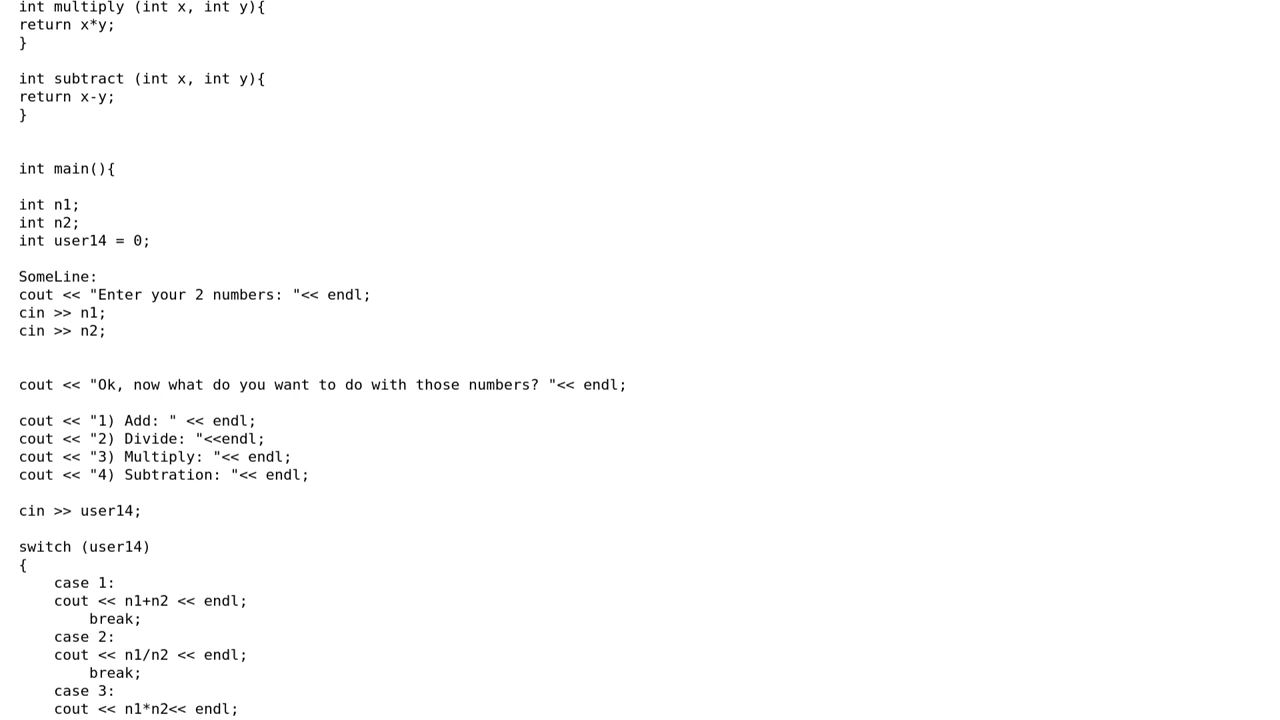 int multiply (int x, int y){
return x*y;
}

int subtract (int x, int y){
return x-y;
}


int main(){

int n1;
int n2;
int user14 = 0;

SomeLine:
cout << "Enter your 2 numbers: "<< endl;
cin >> n1;
cin >> n2;


cout << "Ok, now what do you want to do with those numbers? "<< endl;

cout << "1) Add: " << endl;
cout << "2) Divide: "<<endl;
cout << "3) Multiply: "<< endl;
cout << "4) Subtration: "<< endl;

cin >> user14;

switch (user14)
{
    case 1:
    cout << n1+n2 << endl;
        break;
    case 2:
    cout << n1/n2 << endl;
        break;
    case 3:
    cout << n1*n2<< endl;